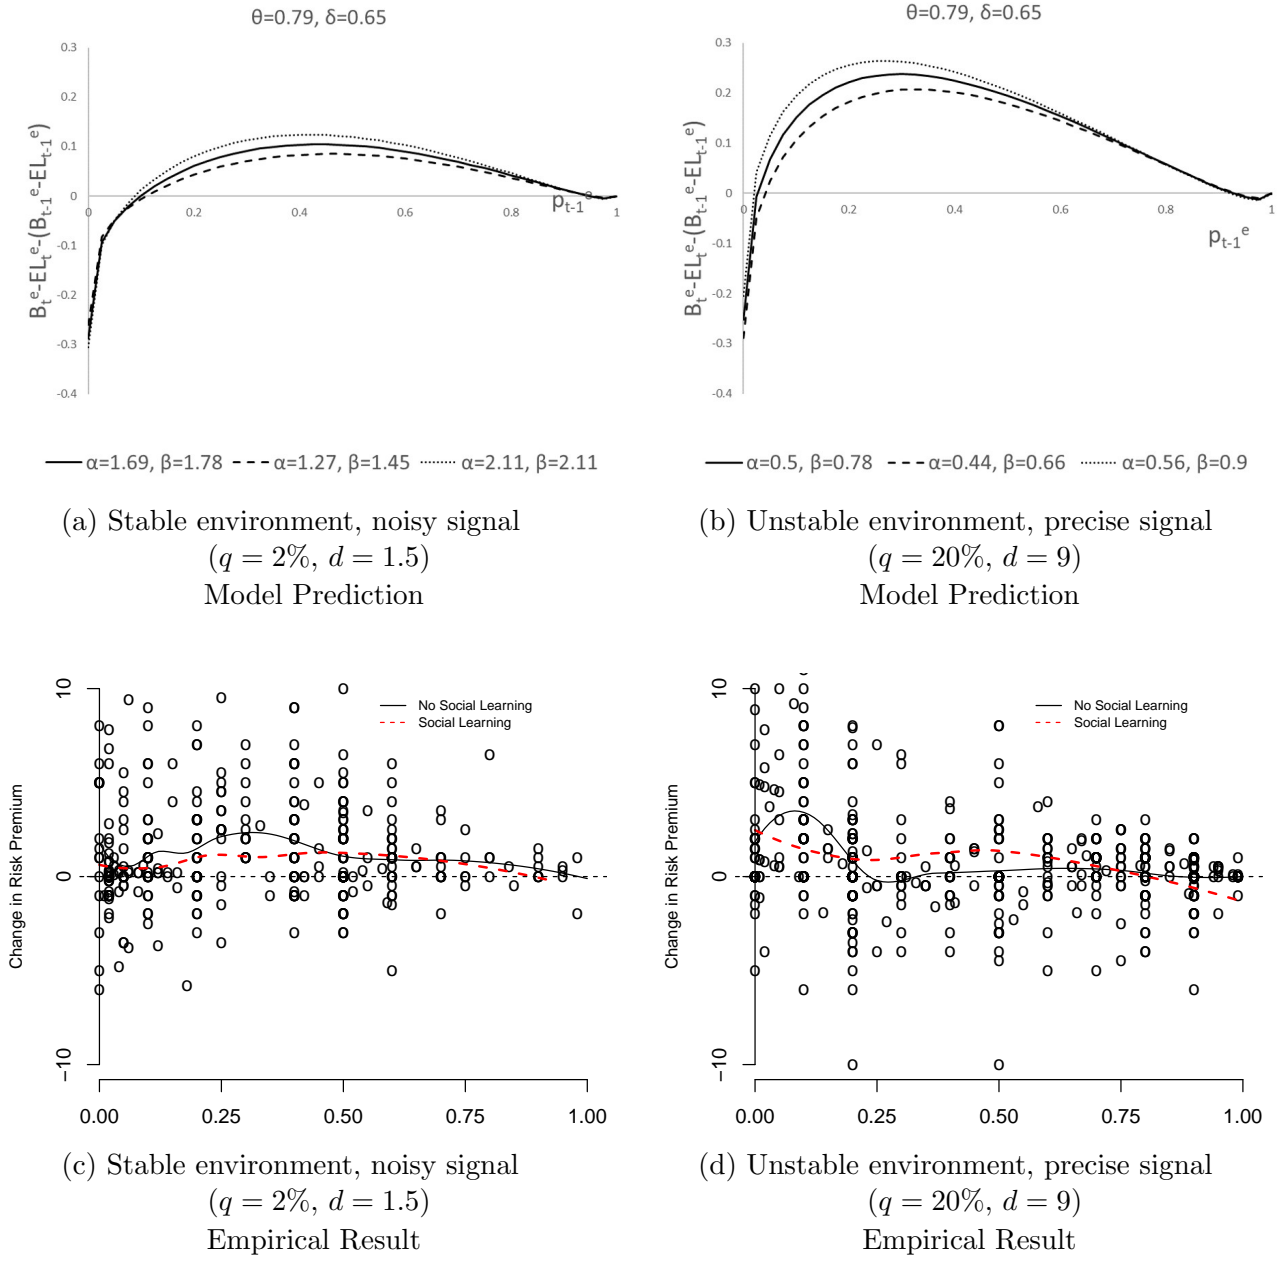 θ=0.79, δ=0.65
0.3
0.2
0.1
0
-0.1
-0.2
-0.3
-0.4
0
0.2
0.4
0.6
0.8
1
B_t^e-EL_t^e-(B_{t-1}^e-EL_{t-1}^e)
p_{t-1}^e
α=1.69, β=1.78 α=1.27, β=1.45 α=2.11, β=2.11
(a) Stable environment, noisy signal
(q = 2%, d = 1.5)
Model Prediction
θ=0.79, δ=0.65
0.3
0.2
0.1
0
-0.1
-0.2
-0.3
-0.4
0
0.2
0.4
0.6
0.8
1
B_t^e-EL_t^e-(B_{t-1}^e-EL_{t-1}^e)
p_{t-1}^e
α=0.5, β=0.78 α=0.44, β=0.66 α=0.56, β=0.9
(b) Unstable environment, precise signal
(q = 20%, d = 9)
Model Prediction
Change in Risk Premium
10
0
−10
No Social Learning
Social Learning
0.00 0.25 0.50 0.75 1.00
(c) Stable environment, noisy signal
(q = 2%, d = 1.5)
Empirical Result
Change in Risk Premium
10
0
−10
No Social Learning
Social Learning
0.00 0.25 0.50 0.75 1.00
(d) Unstable environment, precise signal
(q = 20%, d = 9)
Empirical Result